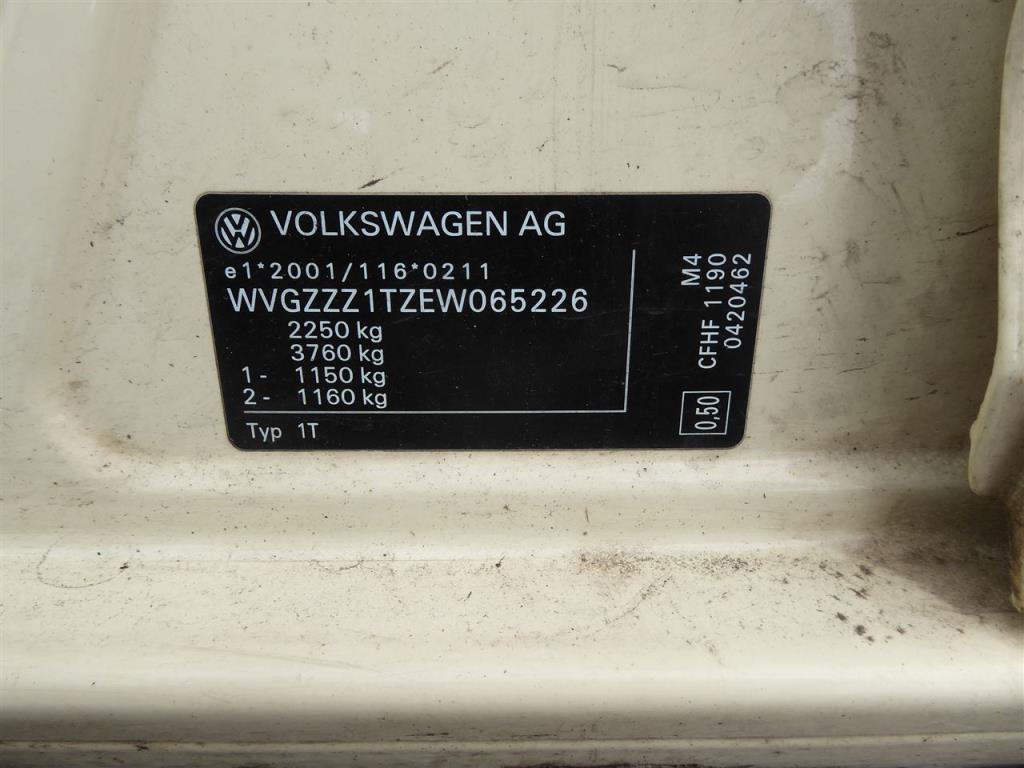 VOLKSWAGEN AG
e1*2001/116*0211
WVGZZZ1TZEW065226
2250 kg
3760 kg
1 - 1150 kg
2 - 1160 kg
Typ 1T
M4
CFHF 1190
0420462
0,50